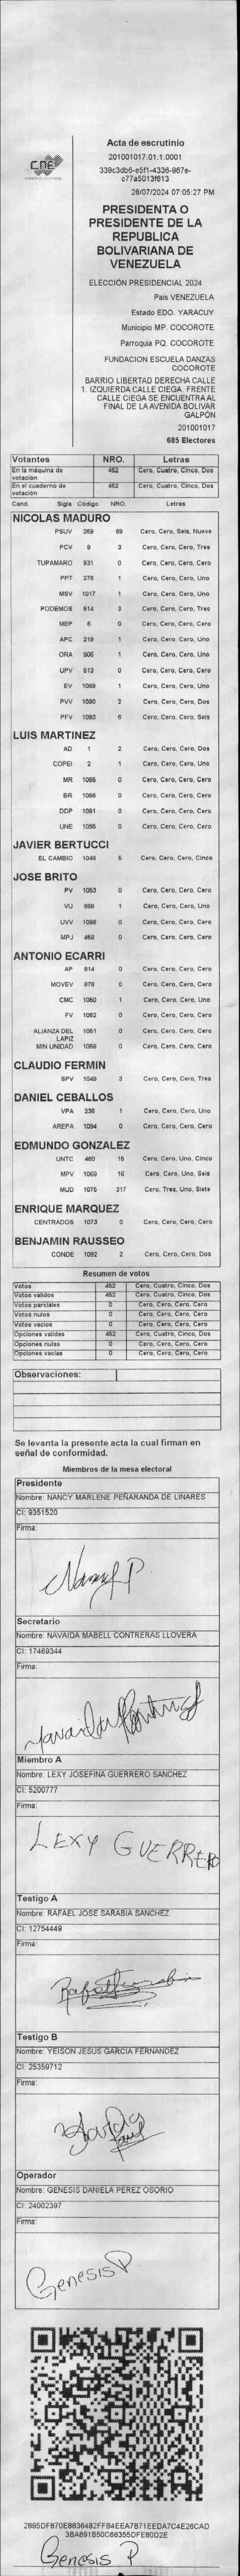 CNE
Acta de escrutinio
201001017.01.1.0001
339c3db6-e5f1-4336-967e-
c77a5013f613
28/07/2024 07:05:27 PM
PRESIDENTA O
PRESIDENTE DE LA
REPUBLICA
BOLIVARIANA DE
VENEZUELA
ELECCIÓN PRESIDENCIAL 2024
Pais VENEZUELA
Estado EDO. YARACUY
Municipio MP. COCOROTE
Parroquia PQ. COCOROTE
FUNDACION ESCUELA DANZAS
COCOROTE
BARRIO LIBERTAD DERECHA CALLE
1. IZQUIERDA CALLE CIEGA. FRENTE
CALLE CIEGA SE ENCUENTRA AL
FINAL DE LA AVENIDA BOLIVAR
GALPÓN
201001017
685 Electores
Votantes NRO. Letras
En la máquina de votación 452 Cero, Cuatro, Cinco, Dos
En el cuaderno de votación 452 Cero, Cuatro, Cinco, Dos
Cand. Sigla Código NRO. Letras
NICOLAS MADURO
PSUV 269 69 Cero, Cero, Seis, Nueve
PCV 9 3 Cero, Cero, Cero, Tres
TUPAMARO 931 0 Cero, Cero, Cero, Cero
PPT 276 1 Cero, Cero, Cero, Uno
MSV 1017 1 Cero, Cero, Cero, Uno
PODEMOS 514 3 Cero, Cero, Cero, Tres
MEP 6 0 Cero, Cero, Cero, Cero
APC 219 1 Cero, Cero, Cero, Uno
ORA 906 1 Cero, Cero, Cero, Uno
UPV 513 0 Cero, Cero, Cero, Cero
EV 1089 1 Cero, Cero, Cero, Uno
PVV 1090 2 Cero, Cero, Cero, Dos
PFV 1093 6 Cero, Cero, Cero, Seis
LUIS MARTINEZ
AD 1 2 Cero, Cero, Cero, Dos
COPEI 2 1 Cero, Cero, Cero, Uno
MR 1065 0 Cero, Cero, Cero, Cero
BR 1066 0 Cero, Cero, Cero, Cero
DDP 1091 0 Cero, Cero, Cero, Cero
UNE 1095 0 Cero, Cero, Cero, Cero
JAVIER BERTUCCI
EL CAMBIO 1049 5 Cero, Cero, Cero, Cinco
JOSE BRITO
PV 1053 0 Cero, Cero, Cero, Cero
VU 1 Cero, Cero, Cero, Uno
UVV 1096 0 Cero, Cero, Cero, Cero
MPJ 458 0 Cero, Cero, Cero, Cero
ANTONIO ECARRI
AP 914 0 Cero, Cero, Cero, Cero
MOVEV 978 0 Cero, Cero, Cero, Cero
CMC 1050 1 Cero, Cero, Cero, Uno
FV 1062 0 Cero, Cero, Cero, Cero
ALIANZA DEL LAPIZ 1051 0 Cero, Cero, Cero, Cero
MIN UNIDAD 0 Cero, Cero, Cero, Cero
CLAUDIO FERMIN
SPV 3 Cero, Cero, Cero, Tres
DANIEL CEBALLOS
VPA 236 1 Cero, Cero, Cero, Uno
AREPA 1094 0 Cero, Cero, Cero, Cero
EDMUNDO GONZALEZ
UNTC 460 15 Cero, Cero, Uno, Cinco
MPV 1069 16 Cero, Cero, Uno, Seis
MUD 1075 317 Cero, Tres, Uno, Siete
ENRIQUE MARQUEZ
CENTRADOS 1073 0 Cero, Cero, Cero, Cero
BENJAMIN RAUSSEO
CONDE 1092 2 Cero, Cero, Cero, Dos
Resumen de votos
Votos 452 Cero, Cuatro, Cinco, Dos
Votos validos 452 Cero, Cuatro, Cinco, Dos
Votos parciales 0 Cero, Cero, Cero, Cero
Votos nulos 0 Cero, Cero, Cero, Cero
Votos vacios 0 Cero, Cero, Cero, Cero
Opciones validas 452 Cero, Cuatro, Cinco, Dos
Opciones nulas 0 Cero, Cero, Cero, Cero
Opciones vacias 0 Cero, Cero, Cero, Cero
Observaciones:
Se levanta la presente acta la cual firman en
señal de conformidad.
Miembros de la mesa electoral
Presidente
Nombre: NANCY MARLENE PEÑARANDA DE LINARES
CI: 9351520
Firma:
Nancy P
Secretario
Nombre: NAVAIDA MABELL CONTRERAS LLOVERA
CI: 17469344
Firma:
Miembro A
Nombre: LEXY JOSEFINA GUERRERO SANCHEZ
CI: 5200777
Firma:
LEXY GUERRERO
Testigo A
Nombre: RAFAEL JOSE SARABIA SANCHEZ
CI: 12754449
Firma:
Testigo B
Nombre: YEISON JESUS GARCIA FERNANDEZ
CI: 25359712
Firma:
Operador
Nombre: GENESIS DANIELA PEREZ OSORIO
CI: 24002397
Firma:
Genesis P
2895DF870E8836482FFB4EEA7B71EEDA7C4E26CAD
3BA691B50C66355DFE80D2E
Genesis P